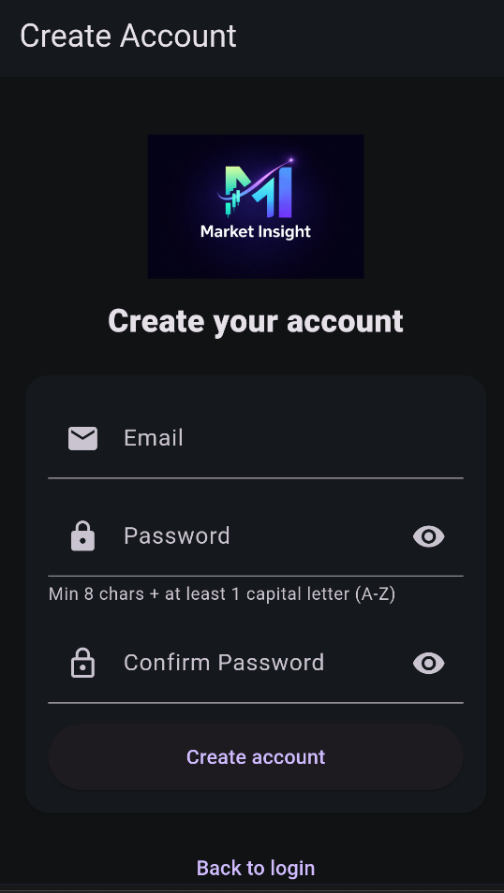 Create Account
Market Insight
Create your account
Email
Password
Min 8 chars + at least 1 capital letter (A-Z)
Confirm Password
Create account
Back to login